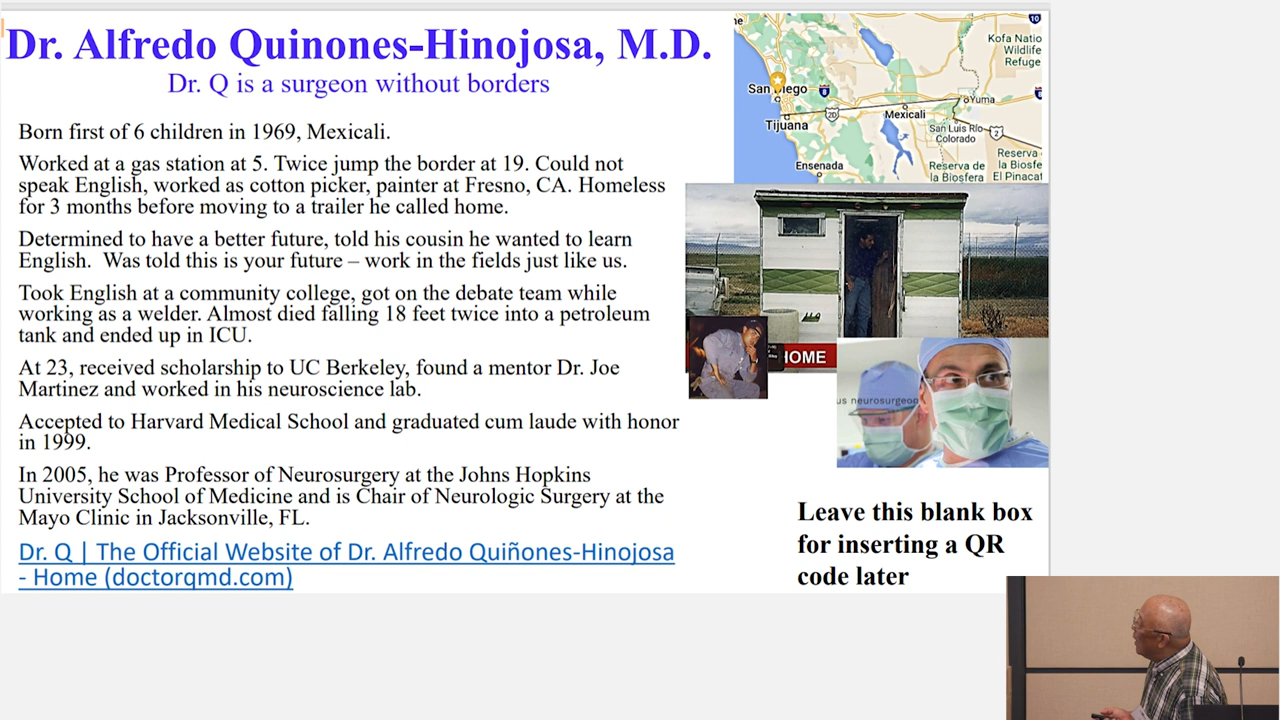 Dr. Alfredo Quinones-Hinojosa, M.D.
Dr. Q is a surgeon without borders
Born first of 6 children in 1969, Mexicali.
Worked at a gas station at 5. Twice jump the border at 19. Could not
speak English, worked as cotton picker, painter at Fresno, CA. Homeless
for 3 months before moving to a trailer he called home.
Determined to have a better future, told his cousin he wanted to learn
English.  Was told this is your future – work in the fields just like us.
Took English at a community college, got on the debate team while
working as a welder. Almost died falling 18 feet twice into a petroleum
tank and ended up in ICU.
At 23, received scholarship to UC Berkeley, found a mentor Dr. Joe
Martinez and worked in his neuroscience lab.
Accepted to Harvard Medical School and graduated cum laude with honor
in 1999.
In 2005, he was Professor of Neurosurgery at the Johns Hopkins
University School of Medicine and is Chair of Neurologic Surgery at the
Mayo Clinic in Jacksonville, FL.
Dr. Q | The Official Website of Dr. Alfredo Quiñones-Hinojosa
- Home (doctorqmd.com)
ne
10
Kofa Natio
Wildlife
Refuge
San Diego
8
8
Yuma
2D
Mexicali
Tijuana
San Luis Río
Colorado
2
Ensenada
Reserva de
la Biosfera
Reserva
la Biosfe
El Pinacat
HOME
us neurosurgeon
Leave this blank box
for inserting a QR
code later